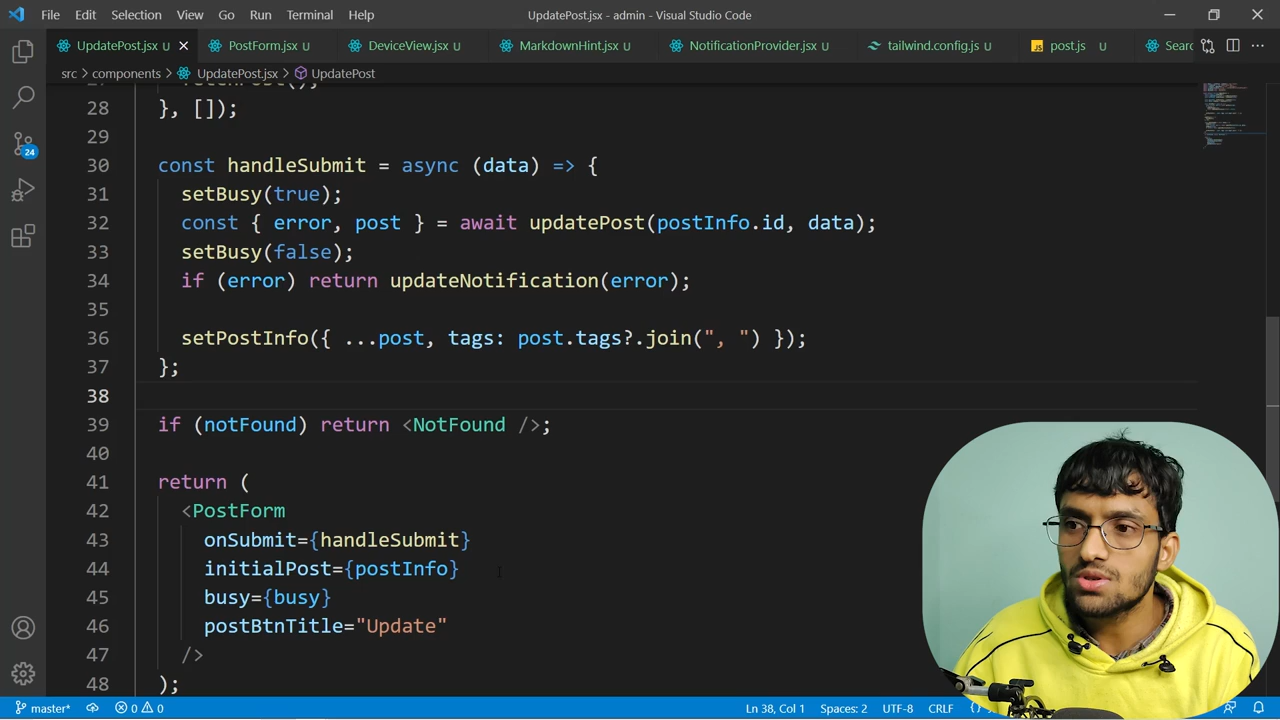 File Edit Selection View Go Run Terminal Help UpdatePost.jsx - admin - Visual Studio Code
UpdatePost.jsx U PostForm.jsx U DeviceView.jsx U MarkdownHint.jsx U NotificationProvider.jsx U tailwind.config.js U JS post.js U Searc
src > components > UpdatePost.jsx > UpdatePost
28 }, []);
29
30 const handleSubmit = async (data) => {
31 setBusy(true);
32 const { error, post } = await updatePost(postInfo.id, data);
33 setBusy(false);
34 if (error) return updateNotification(error);
35
36 setPostInfo({ ...post, tags: post.tags?.join(", ") });
37 };
38
39 if (notFound) return <NotFound />;
40
41 return (
42 <PostForm
43 onSubmit={handleSubmit}
44 initialPost={postInfo}
45 busy={busy}
46 postBtnTitle="Update"
47 />
48 );
24
master* 0 0 Ln 38, Col 1 Spaces: 2 UTF-8 CRLF